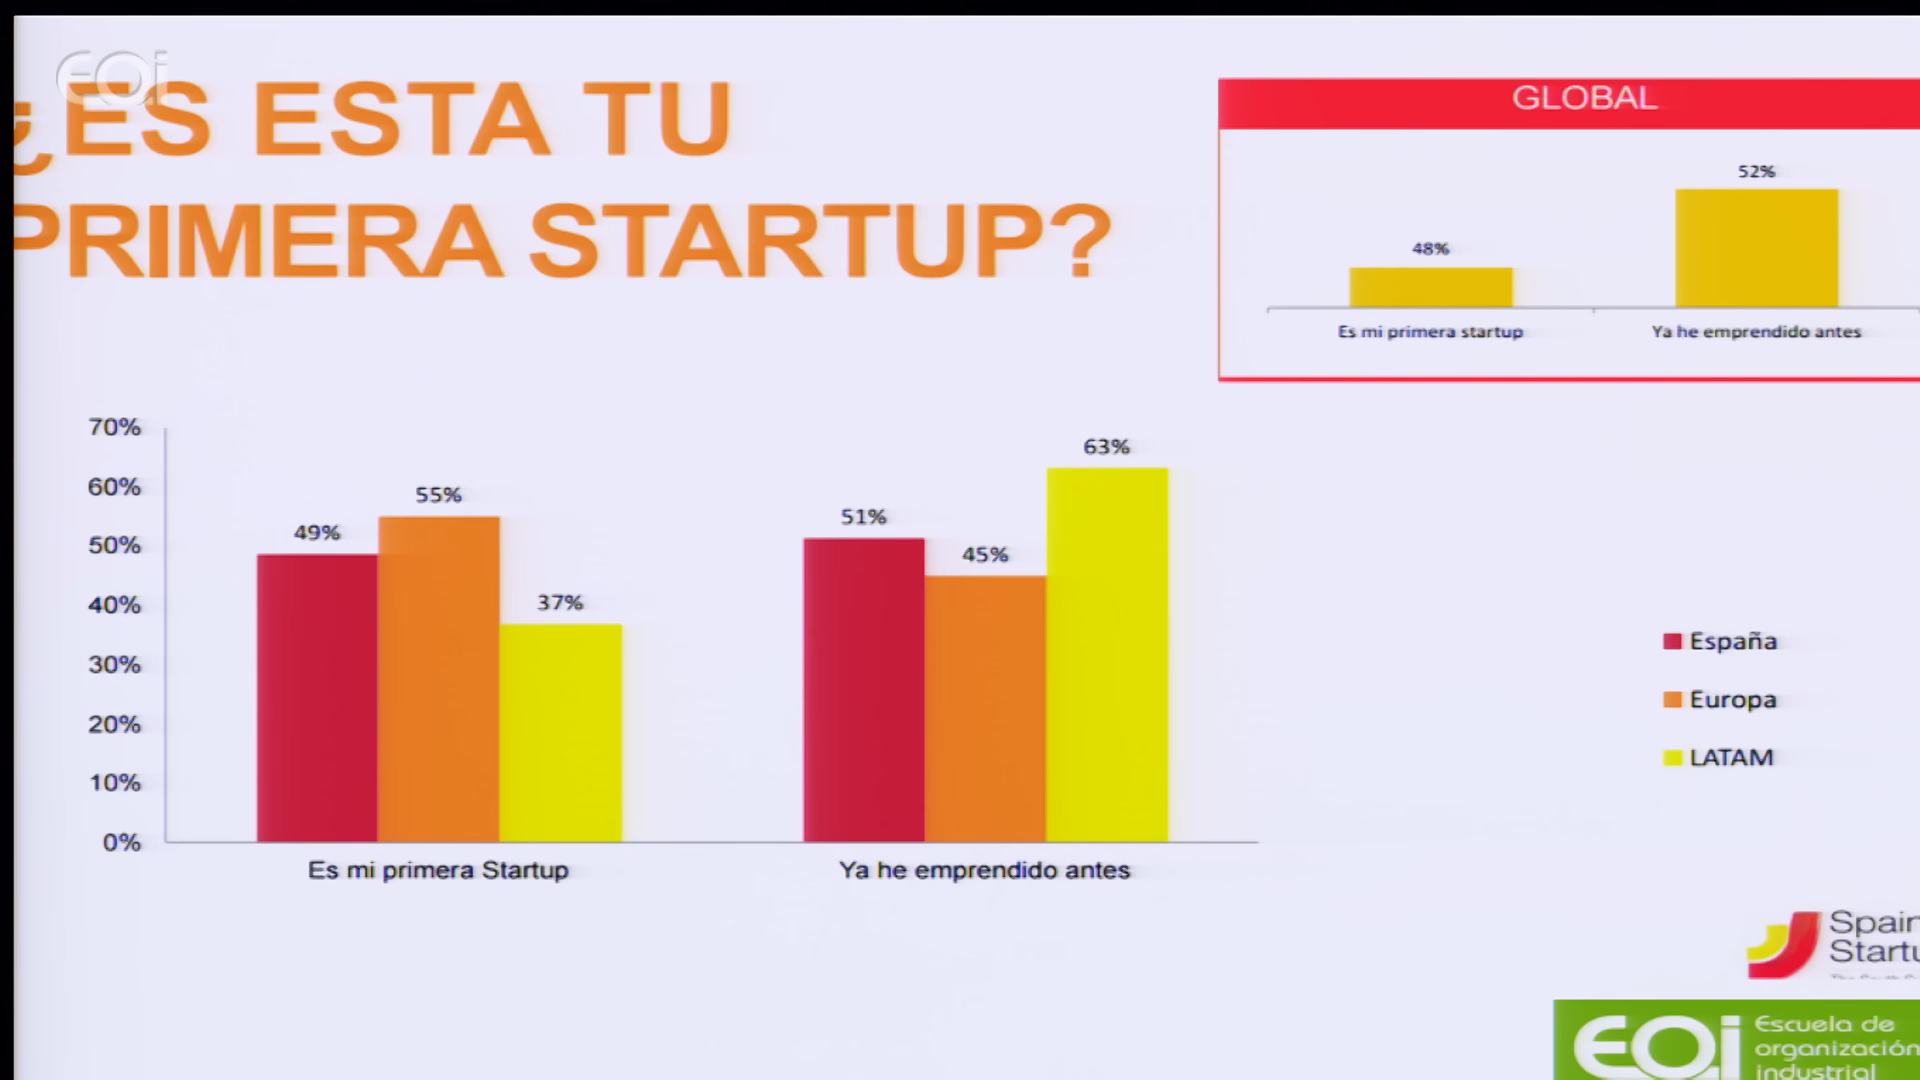 EOi
¿ES ESTA TU
PRIMERA STARTUP?
GLOBAL
52%
48%
Es mi primera startup
Ya he emprendido antes
70%
60%
50%
40%
30%
20%
10%
0%
49%
55%
37%
51%
45%
63%
Es mi primera Startup
Ya he emprendido antes
España
Europa
LATAM
Spain
Startu
EOi
Escuela de
organización
industrial